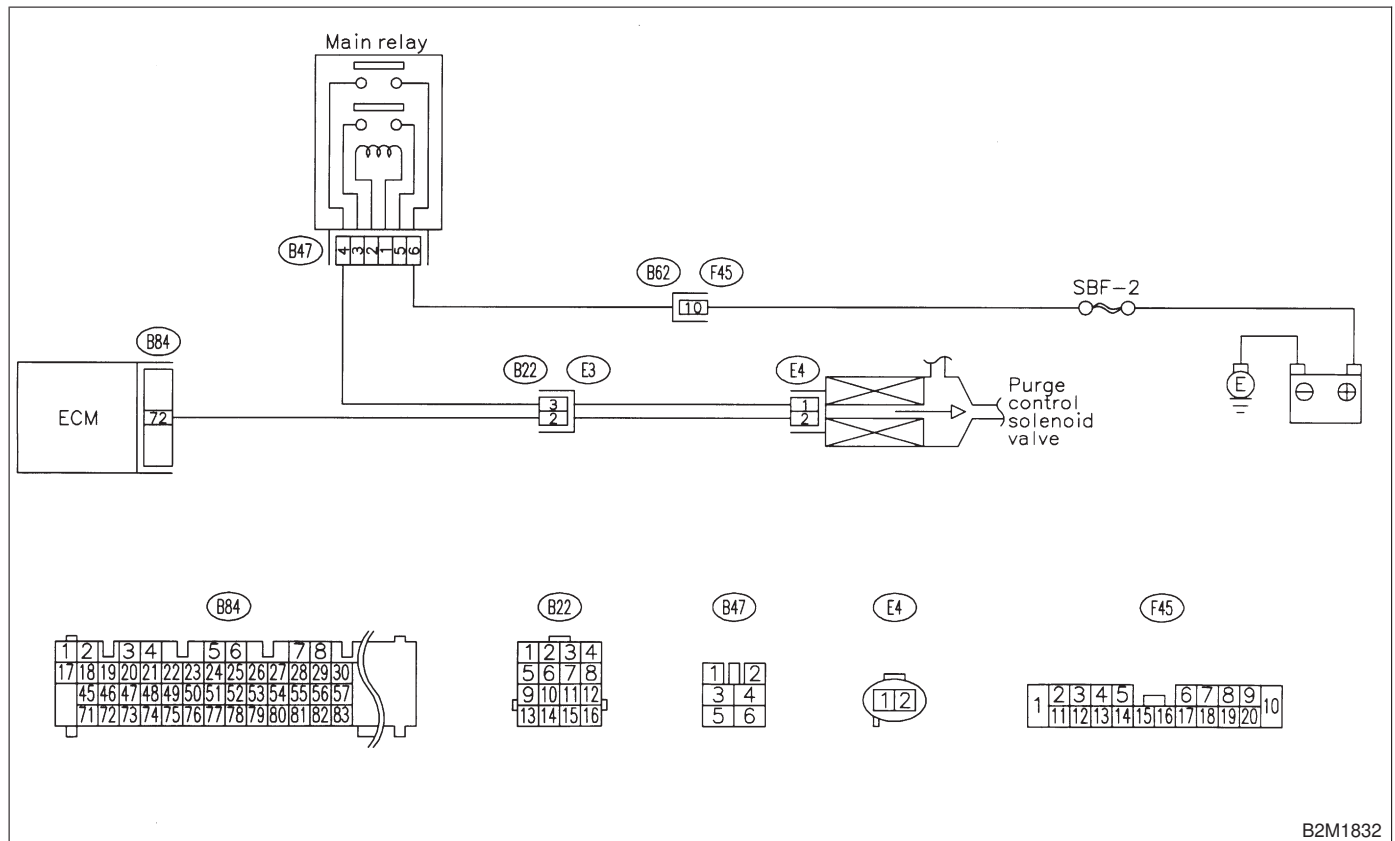 Main relay
B47
4 3 2 1 5 6
B62 F45
10
SBF-2
B84
ECM
72
B22 E3
3
2
E4
1
2
Purge
control
solenoid
valve
E
⊖ ⊕
B84
1 2 3 4 5 6 7 8
17 18 19 20 21 22 23 24 25 26 27 28 29 30
45 46 47 48 49 50 51 52 53 54 55 56 57
71 72 73 74 75 76 77 78 79 80 81 82 83
B22
1 2 3 4
5 6 7 8
9 10 11 12
13 14 15 16
B47
1 2
3 4
5 6
E4
1 2
F45
1 2 3 4 5 6 7 8 9 10
11 12 13 14 15 16 17 18 19 20
B2M1832